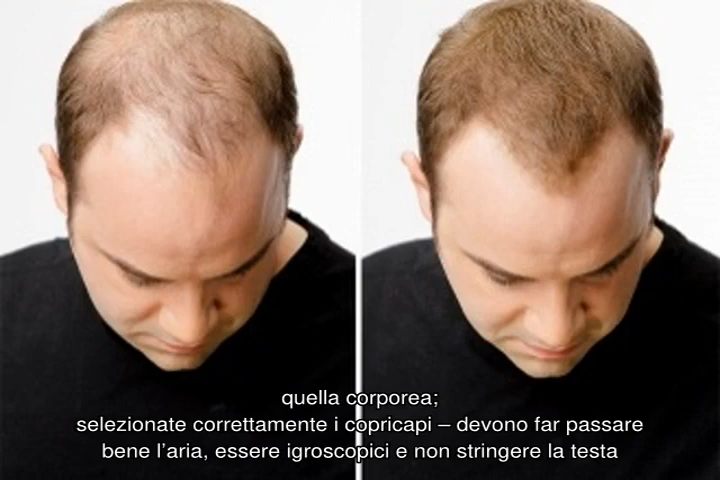 quella corporea;
selezionate correttamente i copricapi – devono far passare
bene l’aria, essere igroscopici e non stringere la testa